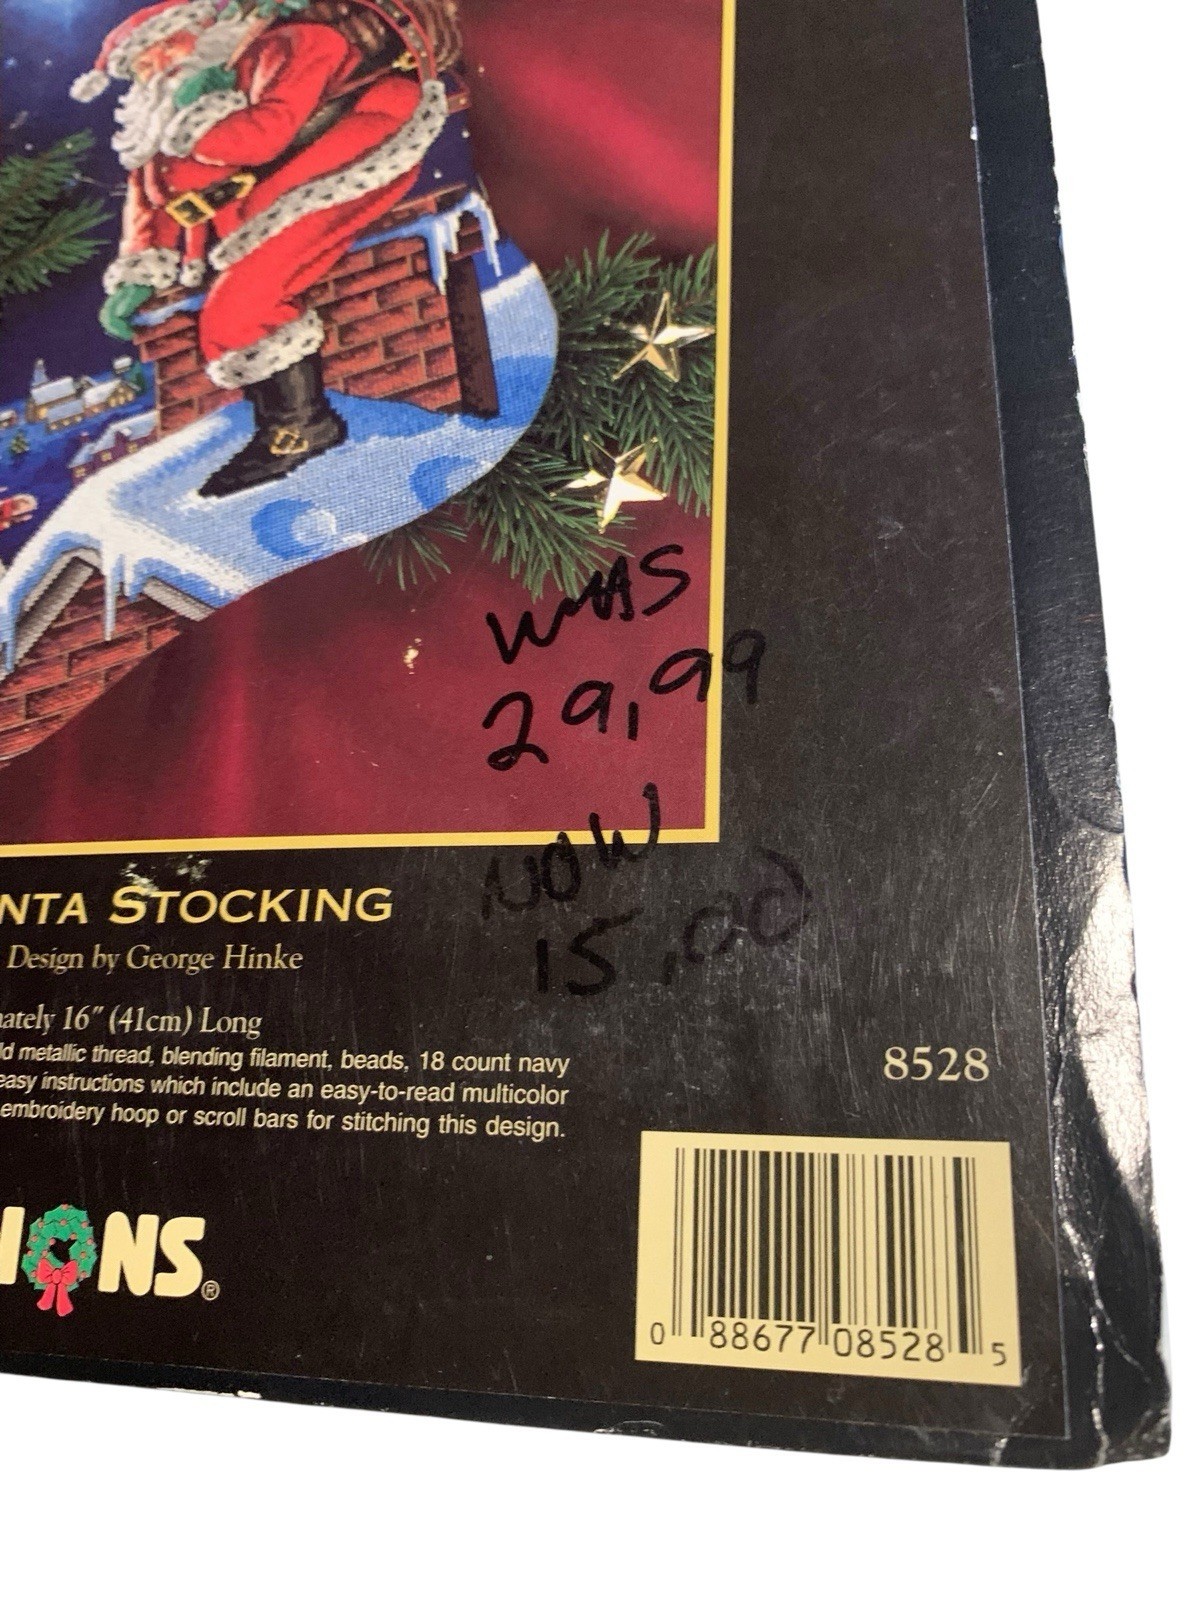 WAS
29,99
NOW
15,00
NTA STOCKING
Design by George Hinke
ately 16" (41cm) Long
ld metallic thread, blending filament, beads, 18 count navy
easy instructions which include an easy-to-read multicolor
embroidery hoop or scroll bars for stitching this design.
8528
IONS®
0 88677 08528 5